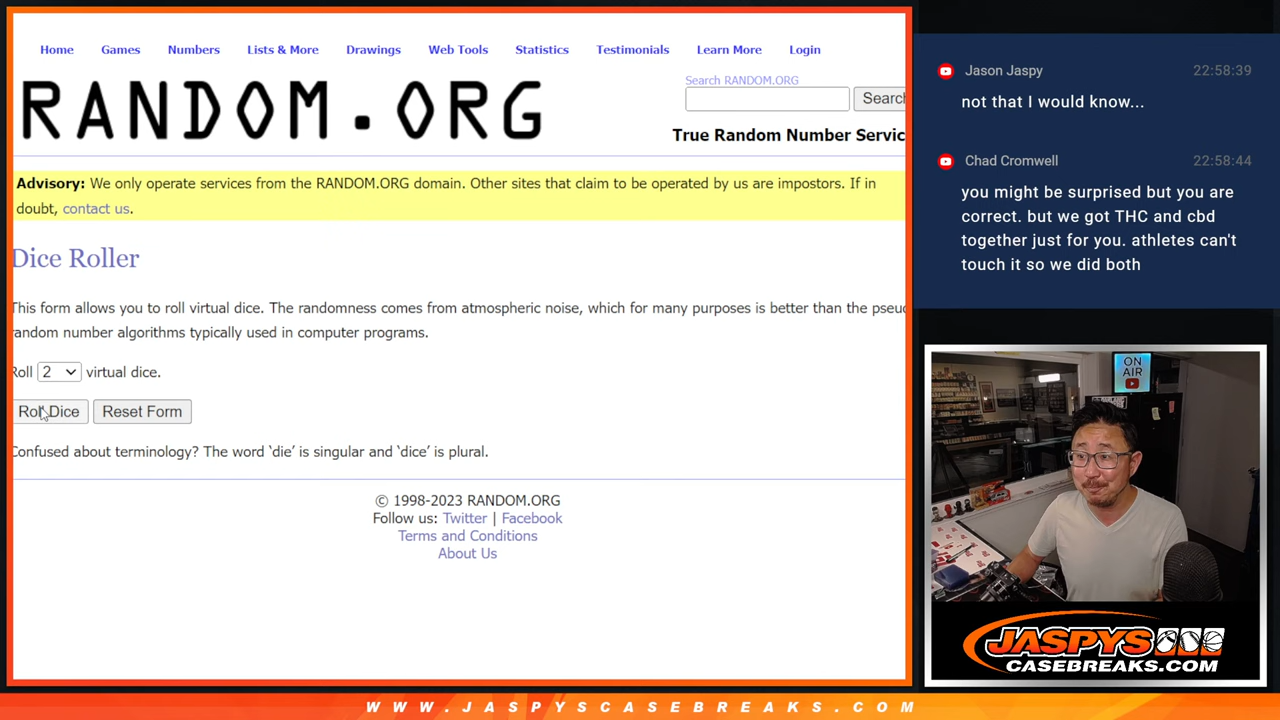 Home Games Numbers Lists & More Drawings Web Tools Statistics Testimonials Learn More Login
RANDOM.ORG
Search RANDOM.ORG
Search
True Random Number Servic
Advisory: We only operate services from the RANDOM.ORG domain. Other sites that claim to be operated by us are impostors. If in
doubt, contact us.
Dice Roller
This form allows you to roll virtual dice. The randomness comes from atmospheric noise, which for many purposes is better than the pseudo
random number algorithms typically used in computer programs.
Roll 2 virtual dice.
Roll Dice Reset Form
Confused about terminology? The word ‘die’ is singular and ‘dice’ is plural.
© 1998-2023 RANDOM.ORG
Follow us: Twitter | Facebook
Terms and Conditions
About Us
Jason Jaspy 22:58:39
not that I would know...
Chad Cromwell 22:58:44
you might be surprised but you are
correct. but we got THC and cbd
together just for you. athletes can't
touch it so we did both
ON
AIR
JASPYS
CASEBREAKS.COM
WWW.JASPYSCASEBREAKS.COM